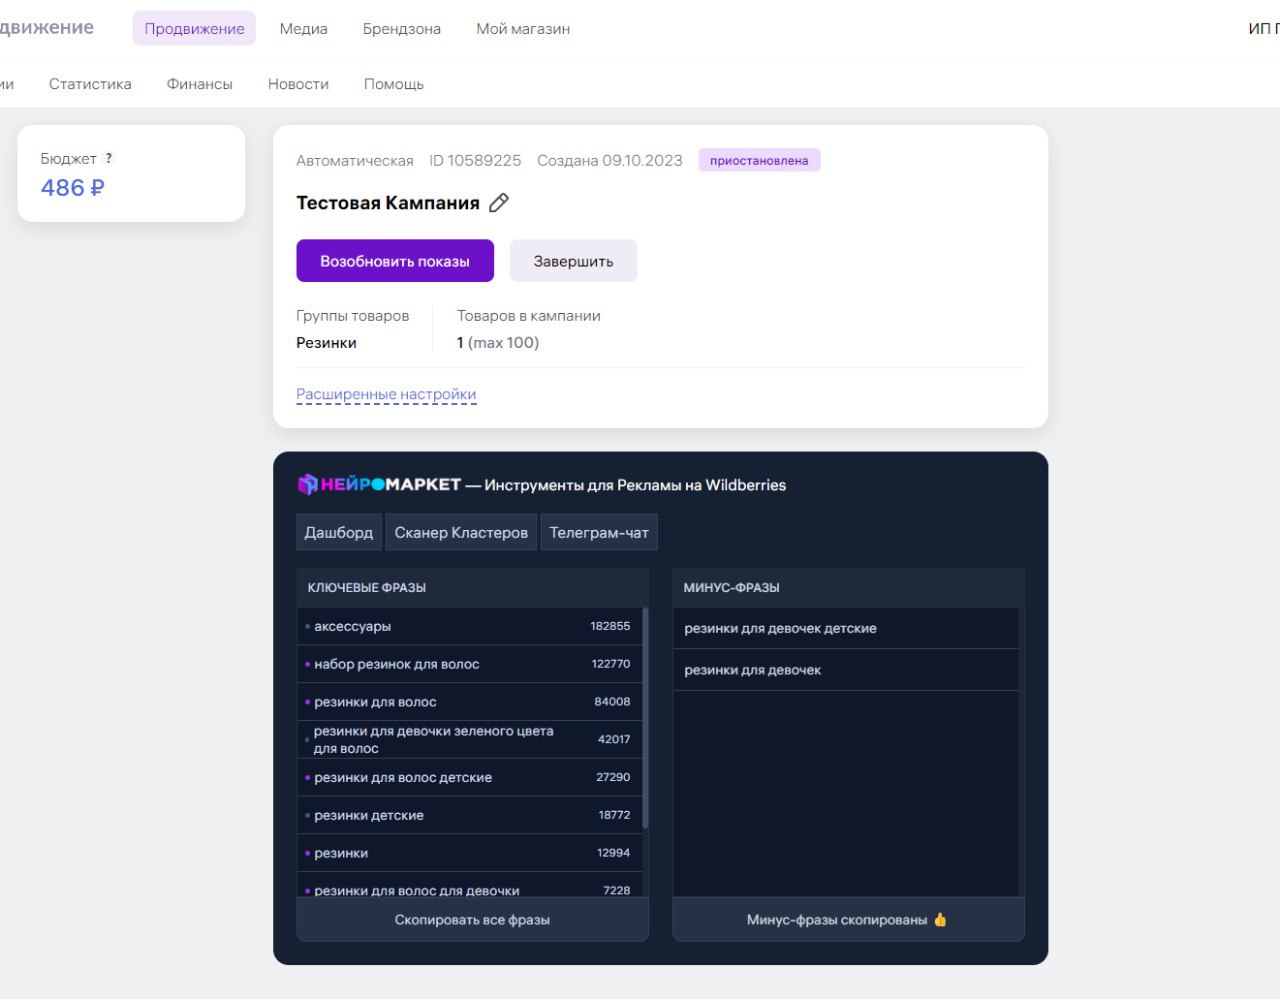 движение
Продвижение
Медиа
Брендзона
Мой магазин
ИП
ии
Статистика
Финансы
Новости
Помощь
Бюджет ?
486 ₽
Автоматическая ID 10589225 Создана 09.10.2023 приостановлена
Тестовая Кампания
Возобновить показы
Завершить
Группы товаров
Резинки
Товаров в кампании
1 (max 100)
Расширенные настройки
НЕЙРОМАРКЕТ — Инструменты для Рекламы на Wildberries
Дашборд
Сканер Кластеров
Телеграм-чат
КЛЮЧЕВЫЕ ФРАЗЫ
аксессуары 182855
набор резинок для волос 122770
резинки для волос 84008
резинки для девочки зеленого цвета
для волос 42017
резинки для волос детские 27290
резинки детские 18772
резинки 12994
резинки для волос для девочки 7228
Скопировать все фразы
МИНУС-ФРАЗЫ
резинки для девочек детские
резинки для девочек
Минус-фразы скопированы 👍